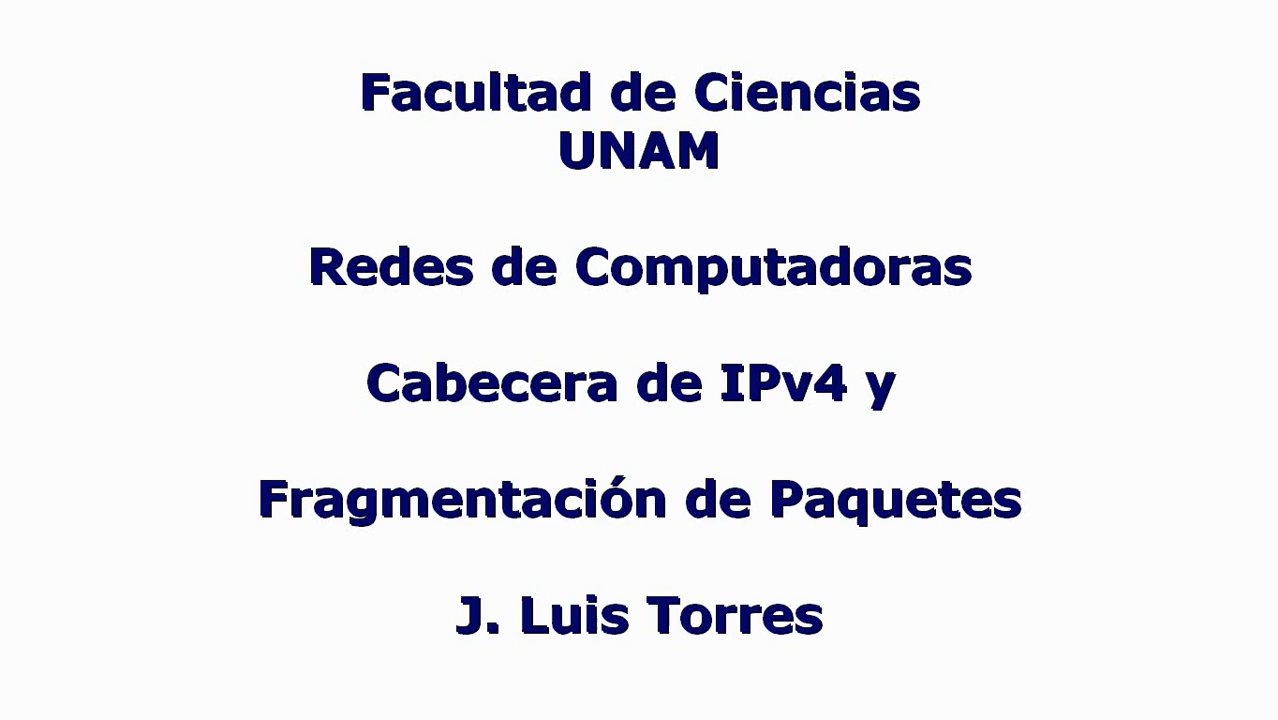 Facultad de Ciencias
UNAM
Redes de Computadoras
Cabecera de IPv4 y
Fragmentación de Paquetes
J. Luis Torres